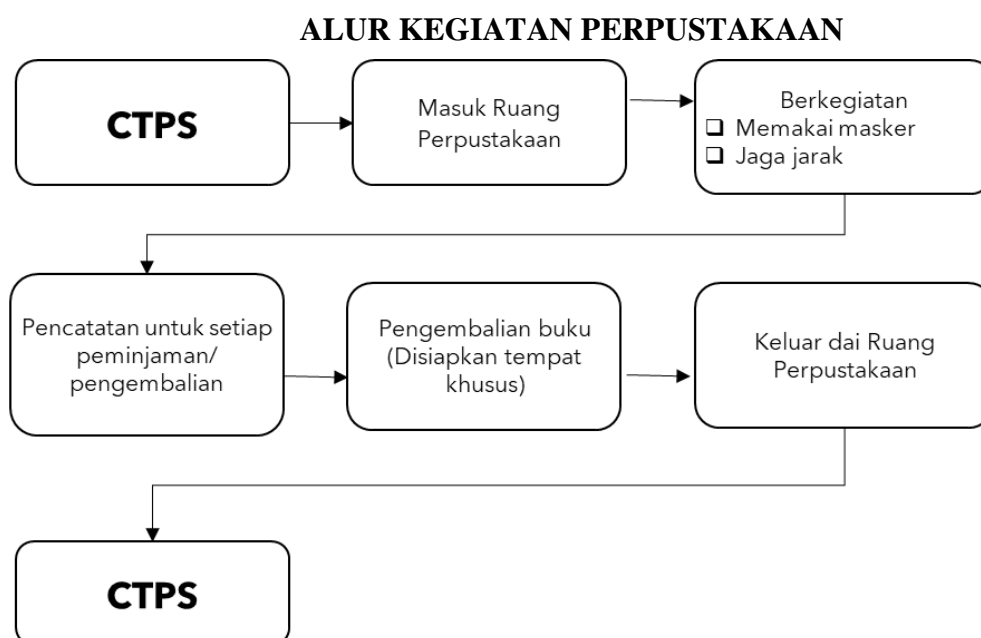 ALUR KEGIATAN PERPUSTAKAAN
CTPS
Masuk Ruang
Perpustakaan
Berkegiatan
❑ Memakai masker
❑ Jaga jarak
Pencatatan untuk setiap
peminjaman/
pengembalian
Pengembalian buku
(Disiapkan tempat
khusus)
Keluar dai Ruang
Perpustakaan
CTPS